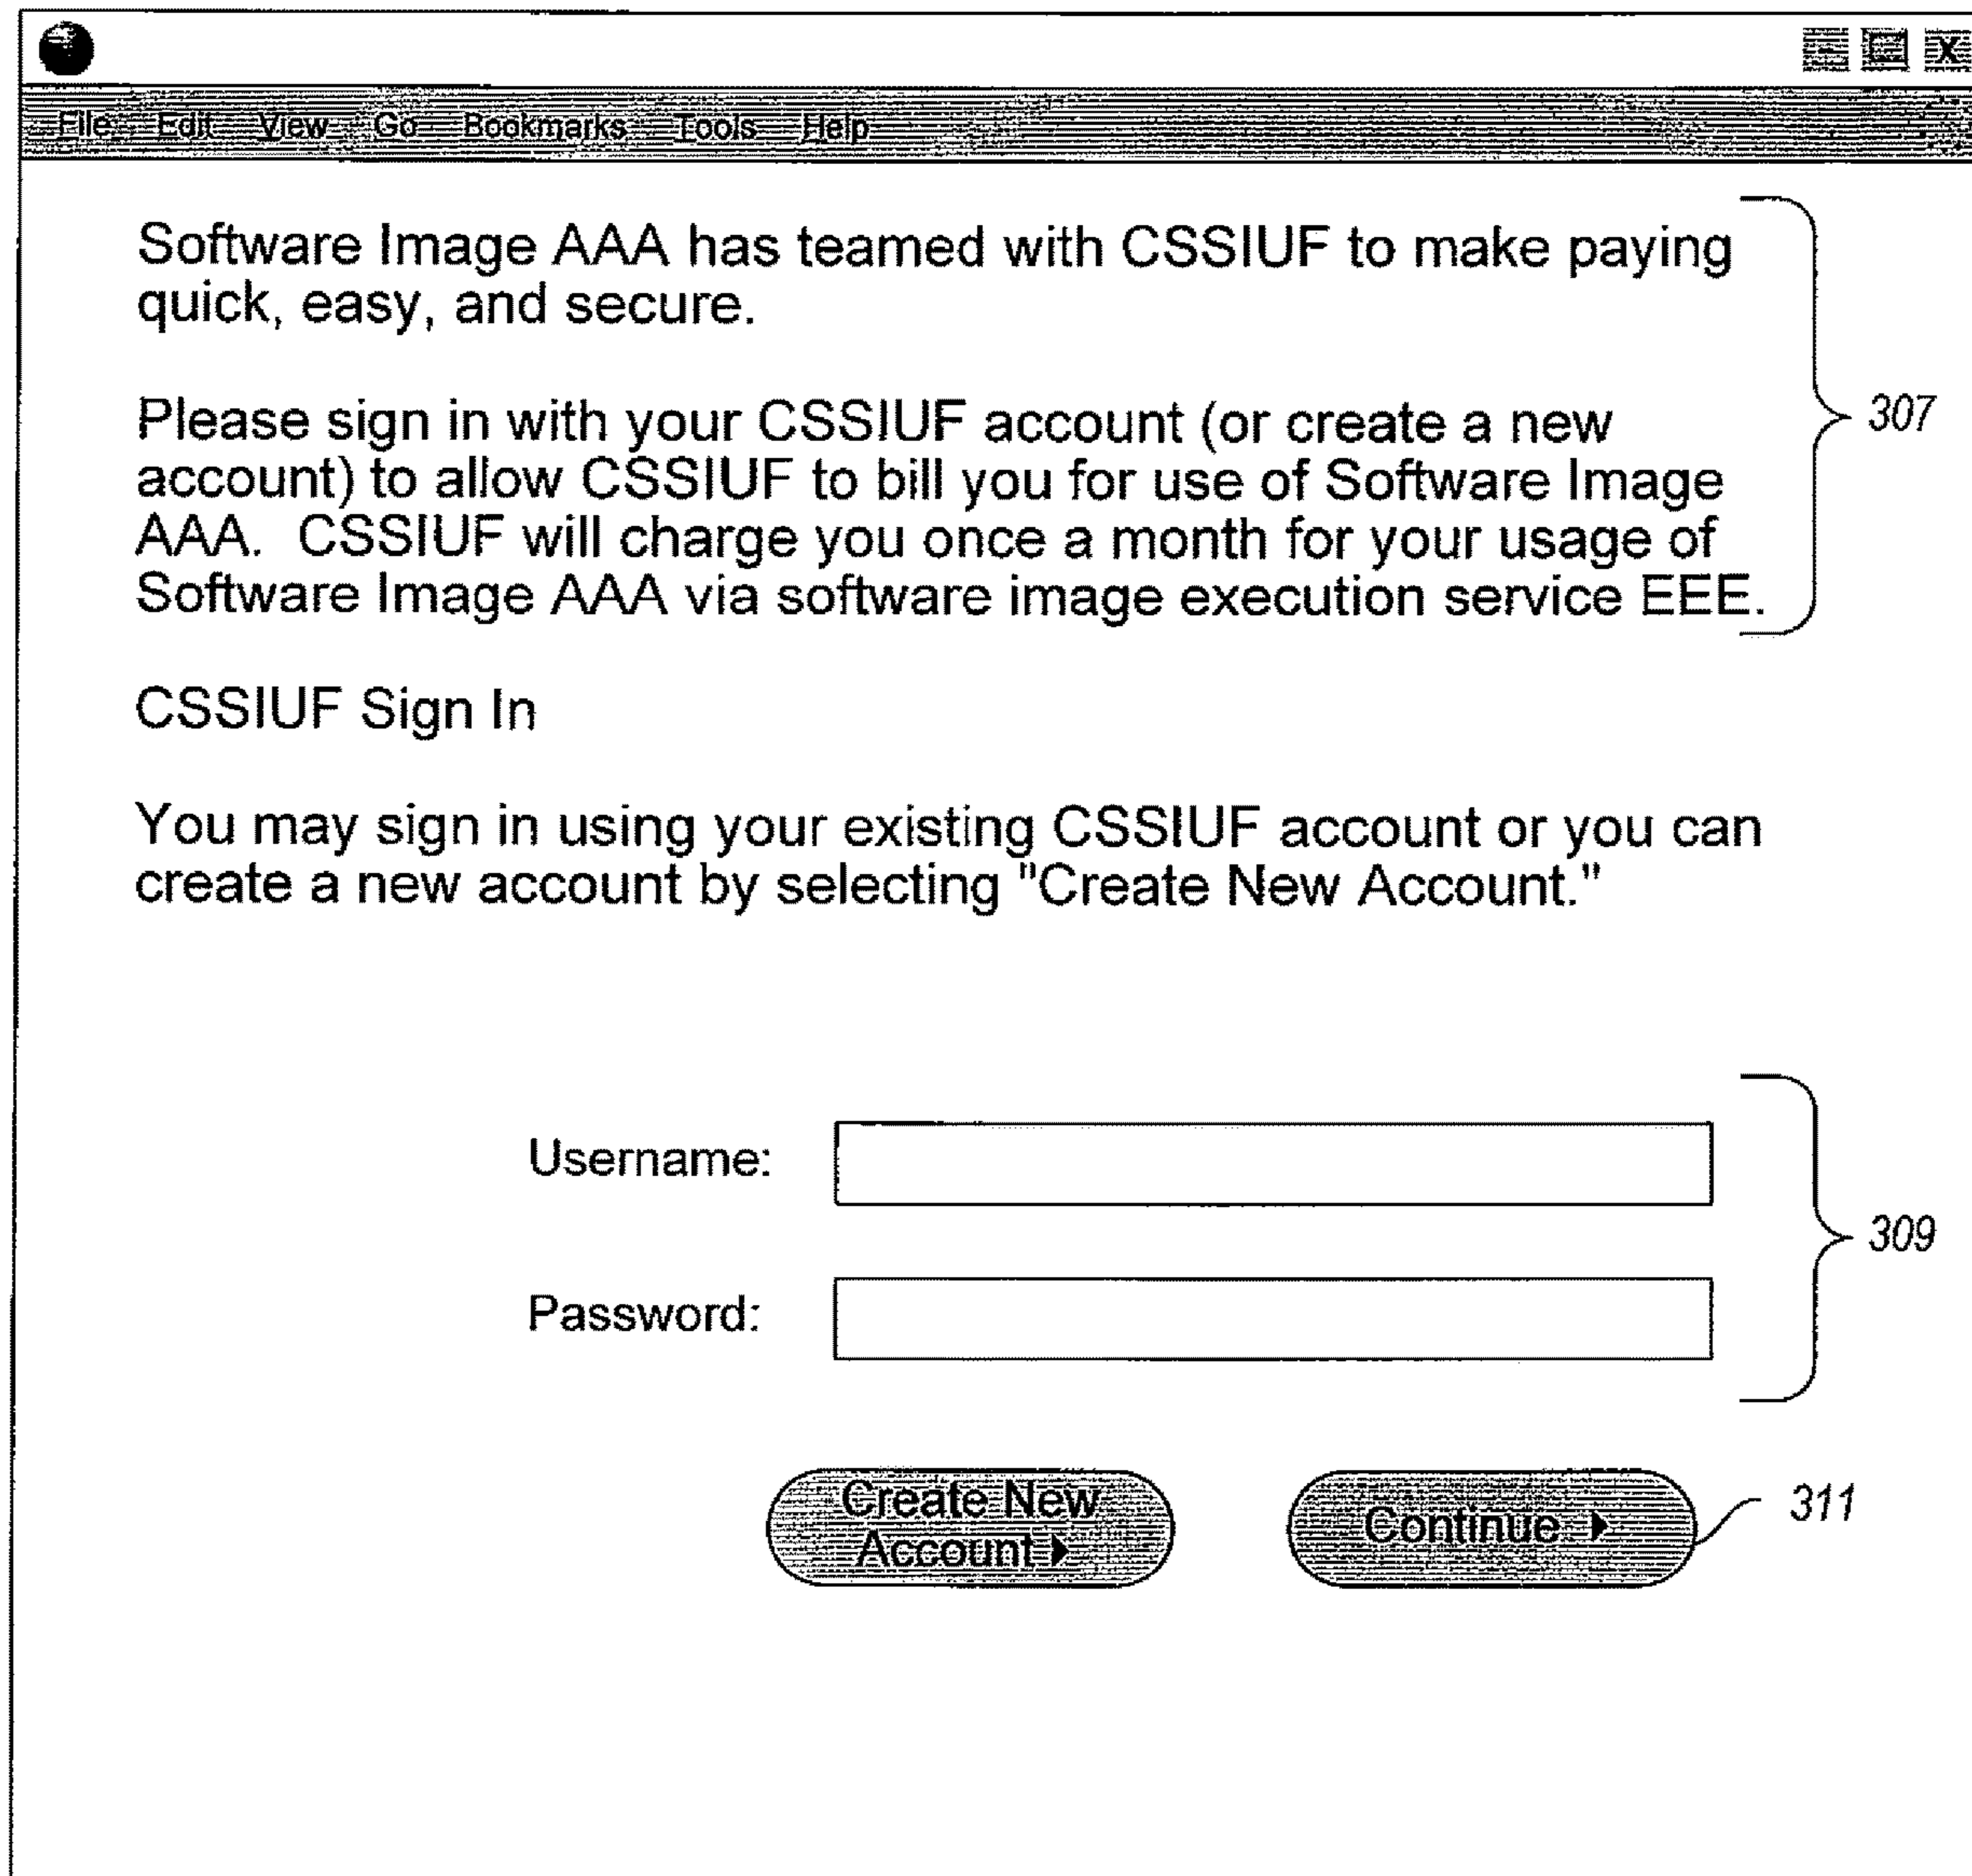 X
File Edit View Go Bookmarks Tools Help
Software Image AAA has teamed with CSSIUF to make paying
quick, easy, and secure.
Please sign in with your CSSIUF account (or create a new
account) to allow CSSIUF to bill you for use of Software Image
AAA.  CSSIUF will charge you once a month for your usage of
Software Image AAA via software image execution service EEE.
307
CSSIUF Sign In
You may sign in using your existing CSSIUF account or you can
create a new account by selecting "Create New Account."
Username:
309
Password:
Create New
Account
Continue
311